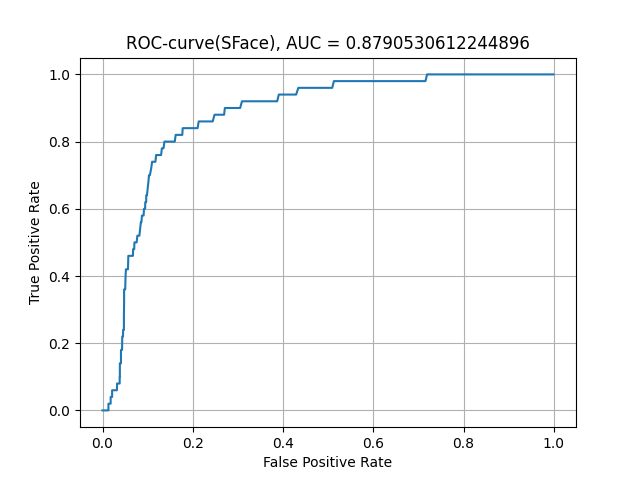 ROC-curve(SFace), AUC = 0.8790530612244896
1.0
0.8
0.6
0.4
0.2
0.0
True Positive Rate
0.0 0.2 0.4 0.6 0.8 1.0
False Positive Rate